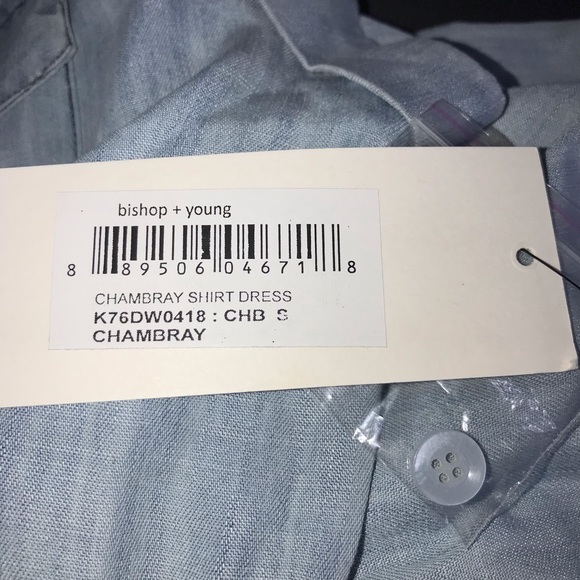 bishop + young
8 89506 04671 8
CHAMBRAY SHIRT DRESS
K76DW0418 : CHB S
CHAMBRAY